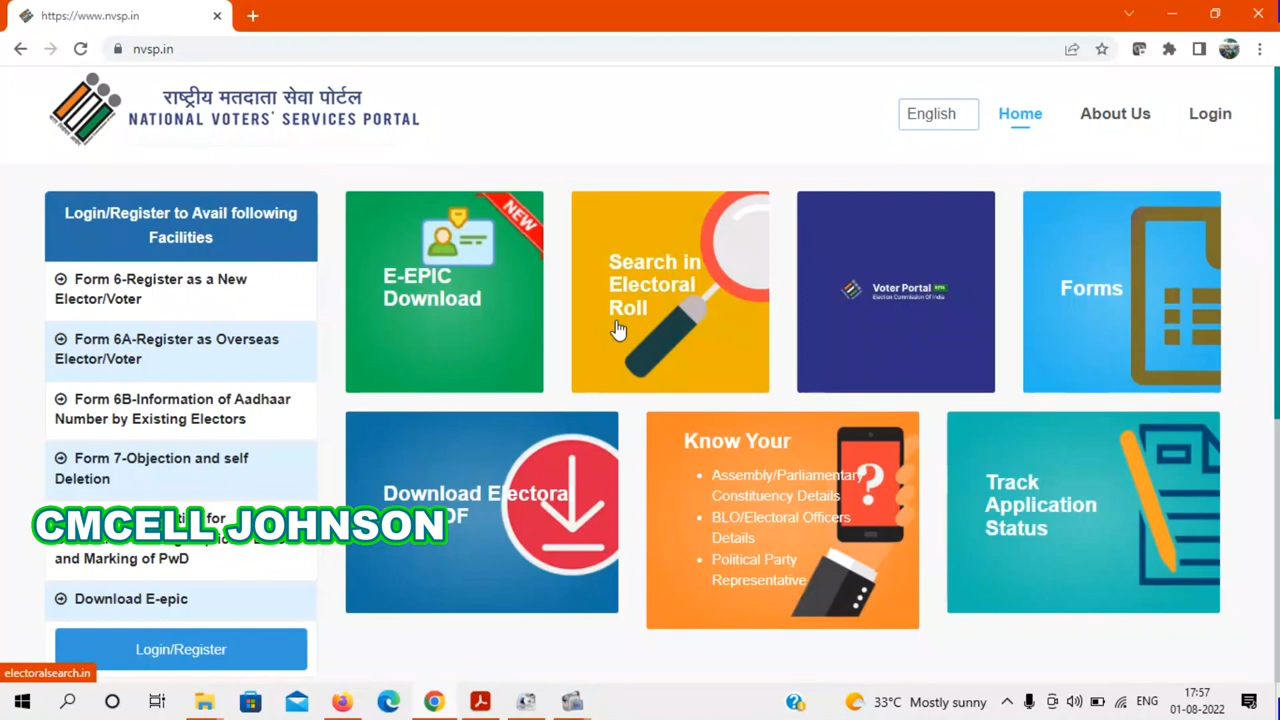 https://www.nvsp.in
nvsp.in
राष्ट्रीय मतदाता सेवा पोर्टल
NATIONAL VOTERS' SERVICES PORTAL
English
Home
About Us
Login
Login/Register to Avail following
Facilities
Form 6-Register as a New
Elector/Voter
Form 6A-Register as Overseas
Elector/Voter
Form 6B-Information of Aadhaar
Number by Existing Electors
Form 7-Objection and self
Deletion
for
and Marking of PwD
Download E-epic
Login/Register
NEW
E-EPIC
Download
Search in
Electoral
Roll
Voter Portal
Election Commission Of India
Forms
Download Electoral
Know Your
Assembly/Parliamentary
Constituency Details
BLO/Electoral Officers
Details
Political Party
Representative
?
Track
Application
Status
CMCELL JOHNSON
electoralsearch.in
33°C Mostly sunny
ENG
17:57
01-08-2022